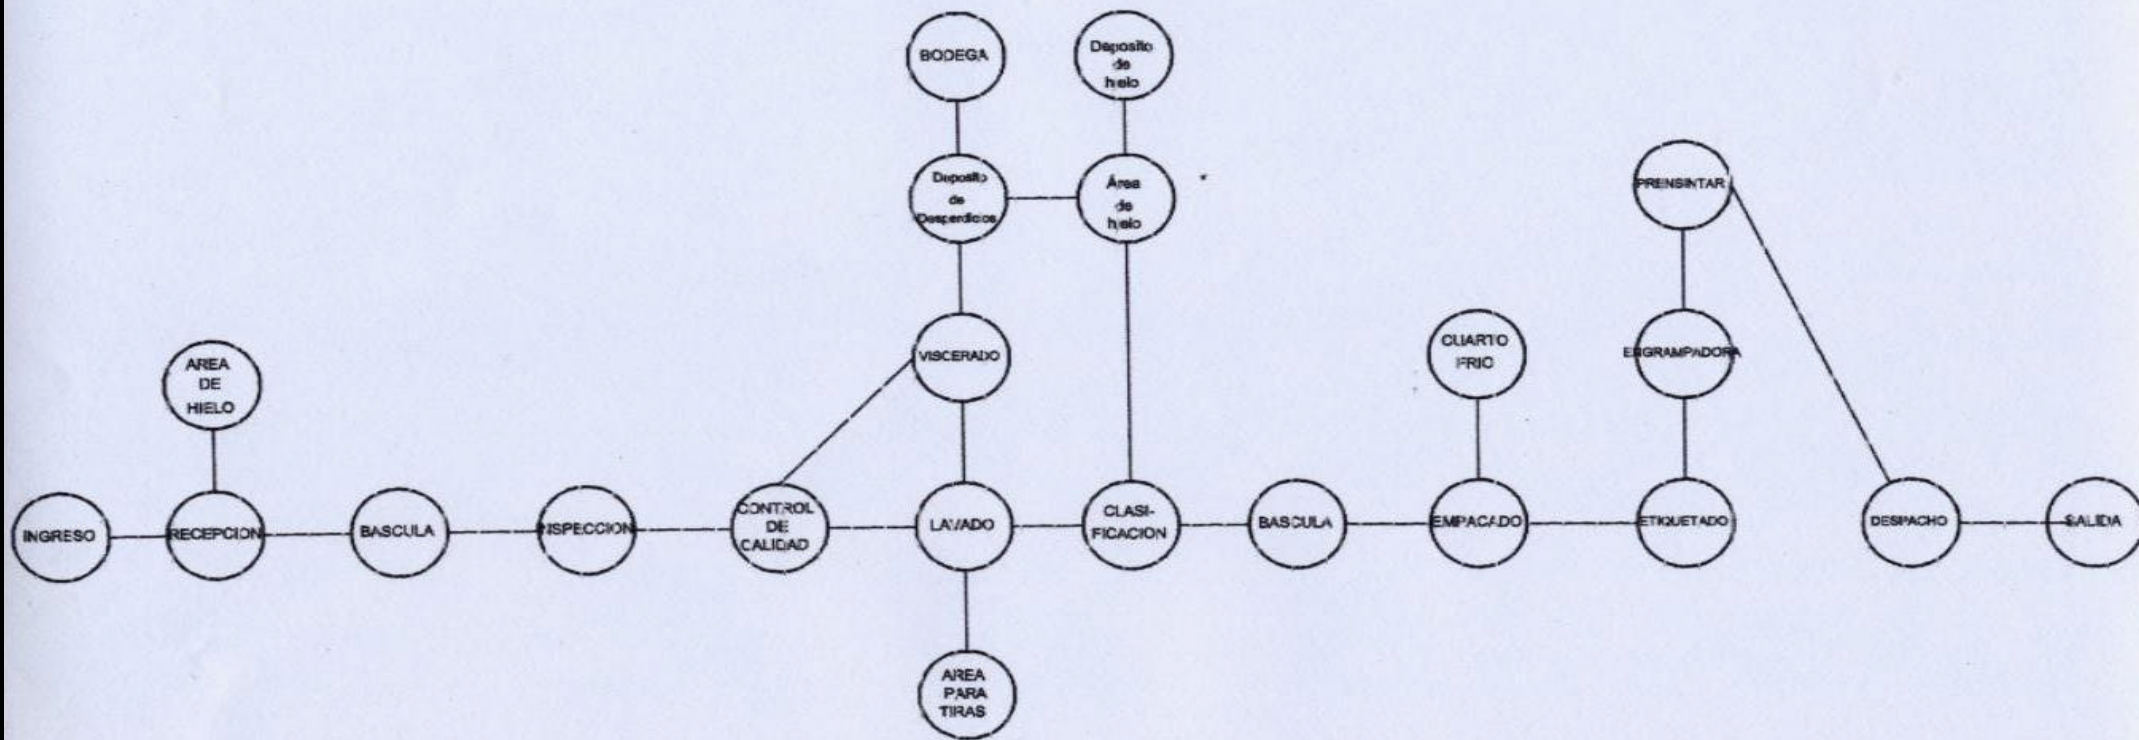 BODEGA
Deposito
de
hielo
Deposito
de
Desperdicios
Área
de
hielo
PRENSINTAR
AREA
DE
HIELO
VISCERADO
CUARTO
FRIO
ENGRAMPADORA
INGRESO
RECEPCION
BASCULA
INSPECCION
CONTROL
DE
CALIDAD
LAVADO
CLASI-
FICACION
BASCULA
EMPACADO
ETIQUETADO
DESPACHO
SALIDA
AREA
PARA
TIRAS